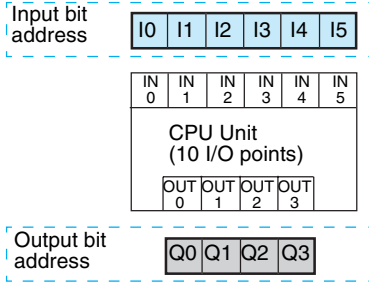 Input bit
address
I0 I1 I2 I3 I4 I5
IN IN IN IN IN IN
0 1 2 3 4 5
CPU Unit
(10 I/O points)
OUT OUT OUT OUT
0 1 2 3
Output bit
address
Q0 Q1 Q2 Q3